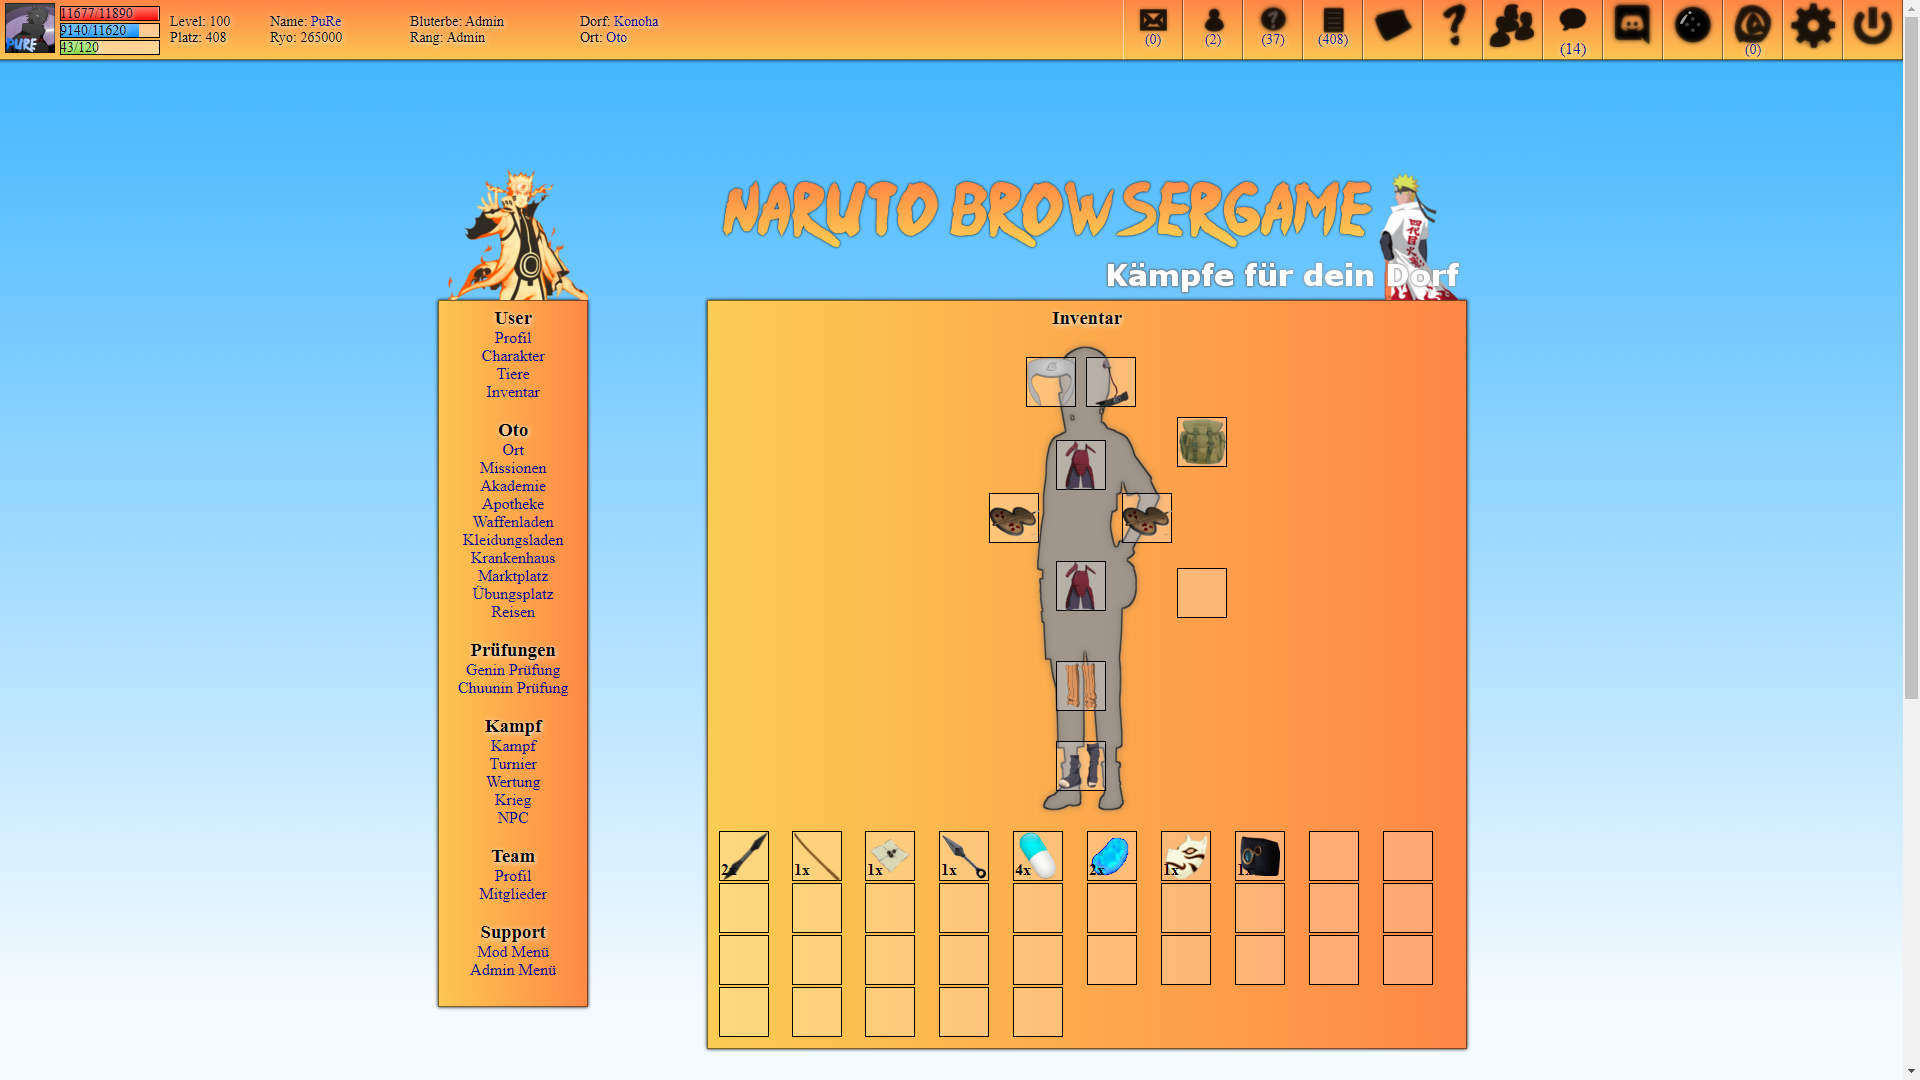 PURE
11677/11890
9140/11620
43/120
Level: 100
Platz: 408
Name: PuRe
Ryo: 265000
Bluterbe: Admin
Rang: Admin
Dorf: Konoha
Ort: Oto
(0)
(2)
(37)
(408)
(14)
(0)
NARUTO BROWSERGAME
Kämpfe für dein Dorf
四代目火
User
Profil
Charakter
Tiere
Inventar
Oto
Ort
Missionen
Akademie
Apotheke
Waffenladen
Kleidungsladen
Krankenhaus
Marktplatz
Übungsplatz
Reisen
Prüfungen
Genin Prüfung
Chuunin Prüfung
Kampf
Kampf
Turnier
Wertung
Krieg
NPC
Team
Profil
Mitglieder
Support
Mod Menü
Admin Menü
Inventar
2x
1x
1x
1x
4x
2x
1x
1x